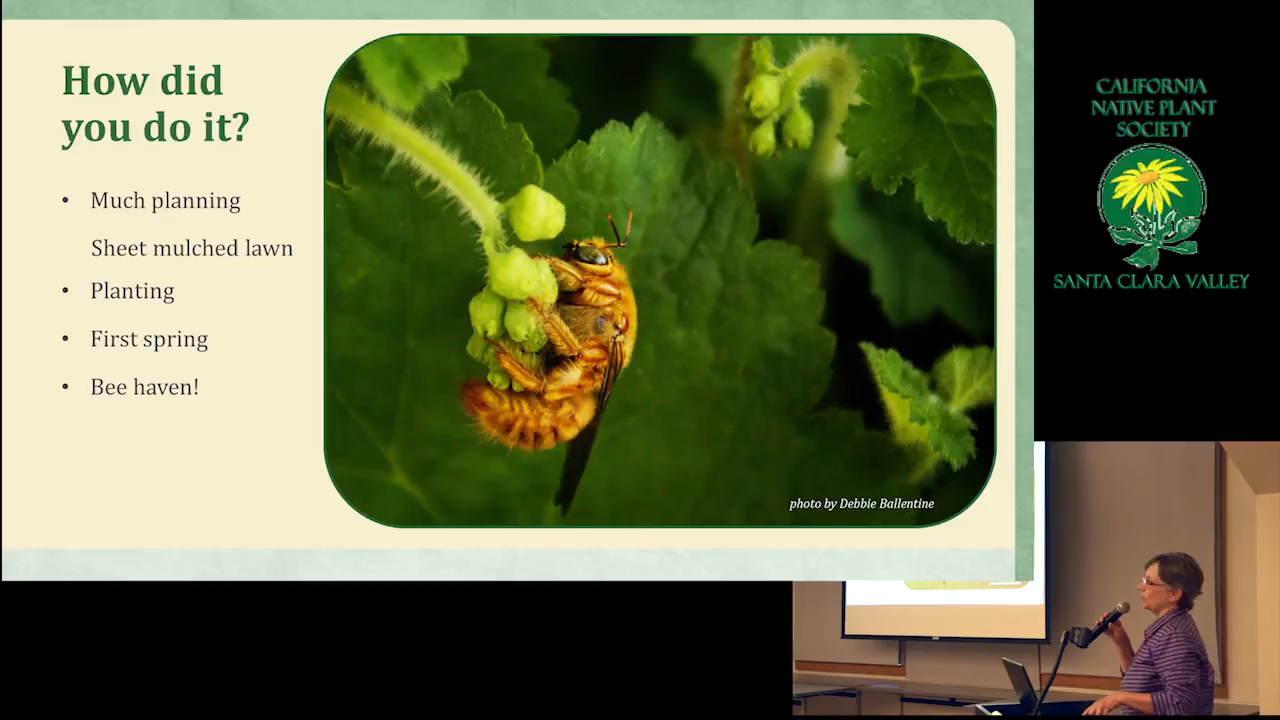 How did
you do it?
• Much planning
Sheet mulched lawn
• Planting
• First spring
• Bee haven!
photo by Debbie Ballentine
CALIFORNIA
NATIVE PLANT
SOCIETY
SANTA CLARA VALLEY